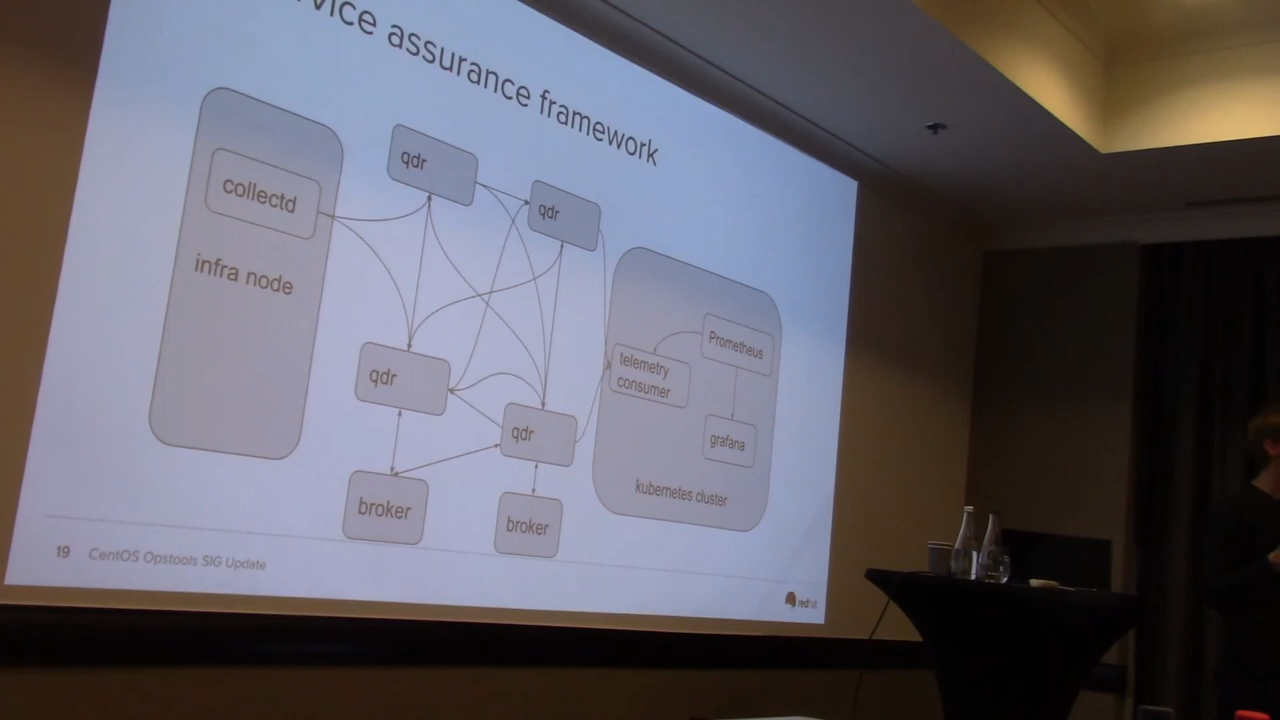 vice assurance framework
collectd
infra node
qdr
qdr
qdr
qdr
broker
broker
telemetry
consumer
Prometheus
grafana
kubernetes cluster
19 CentOS Opstools SIG Update
redhat